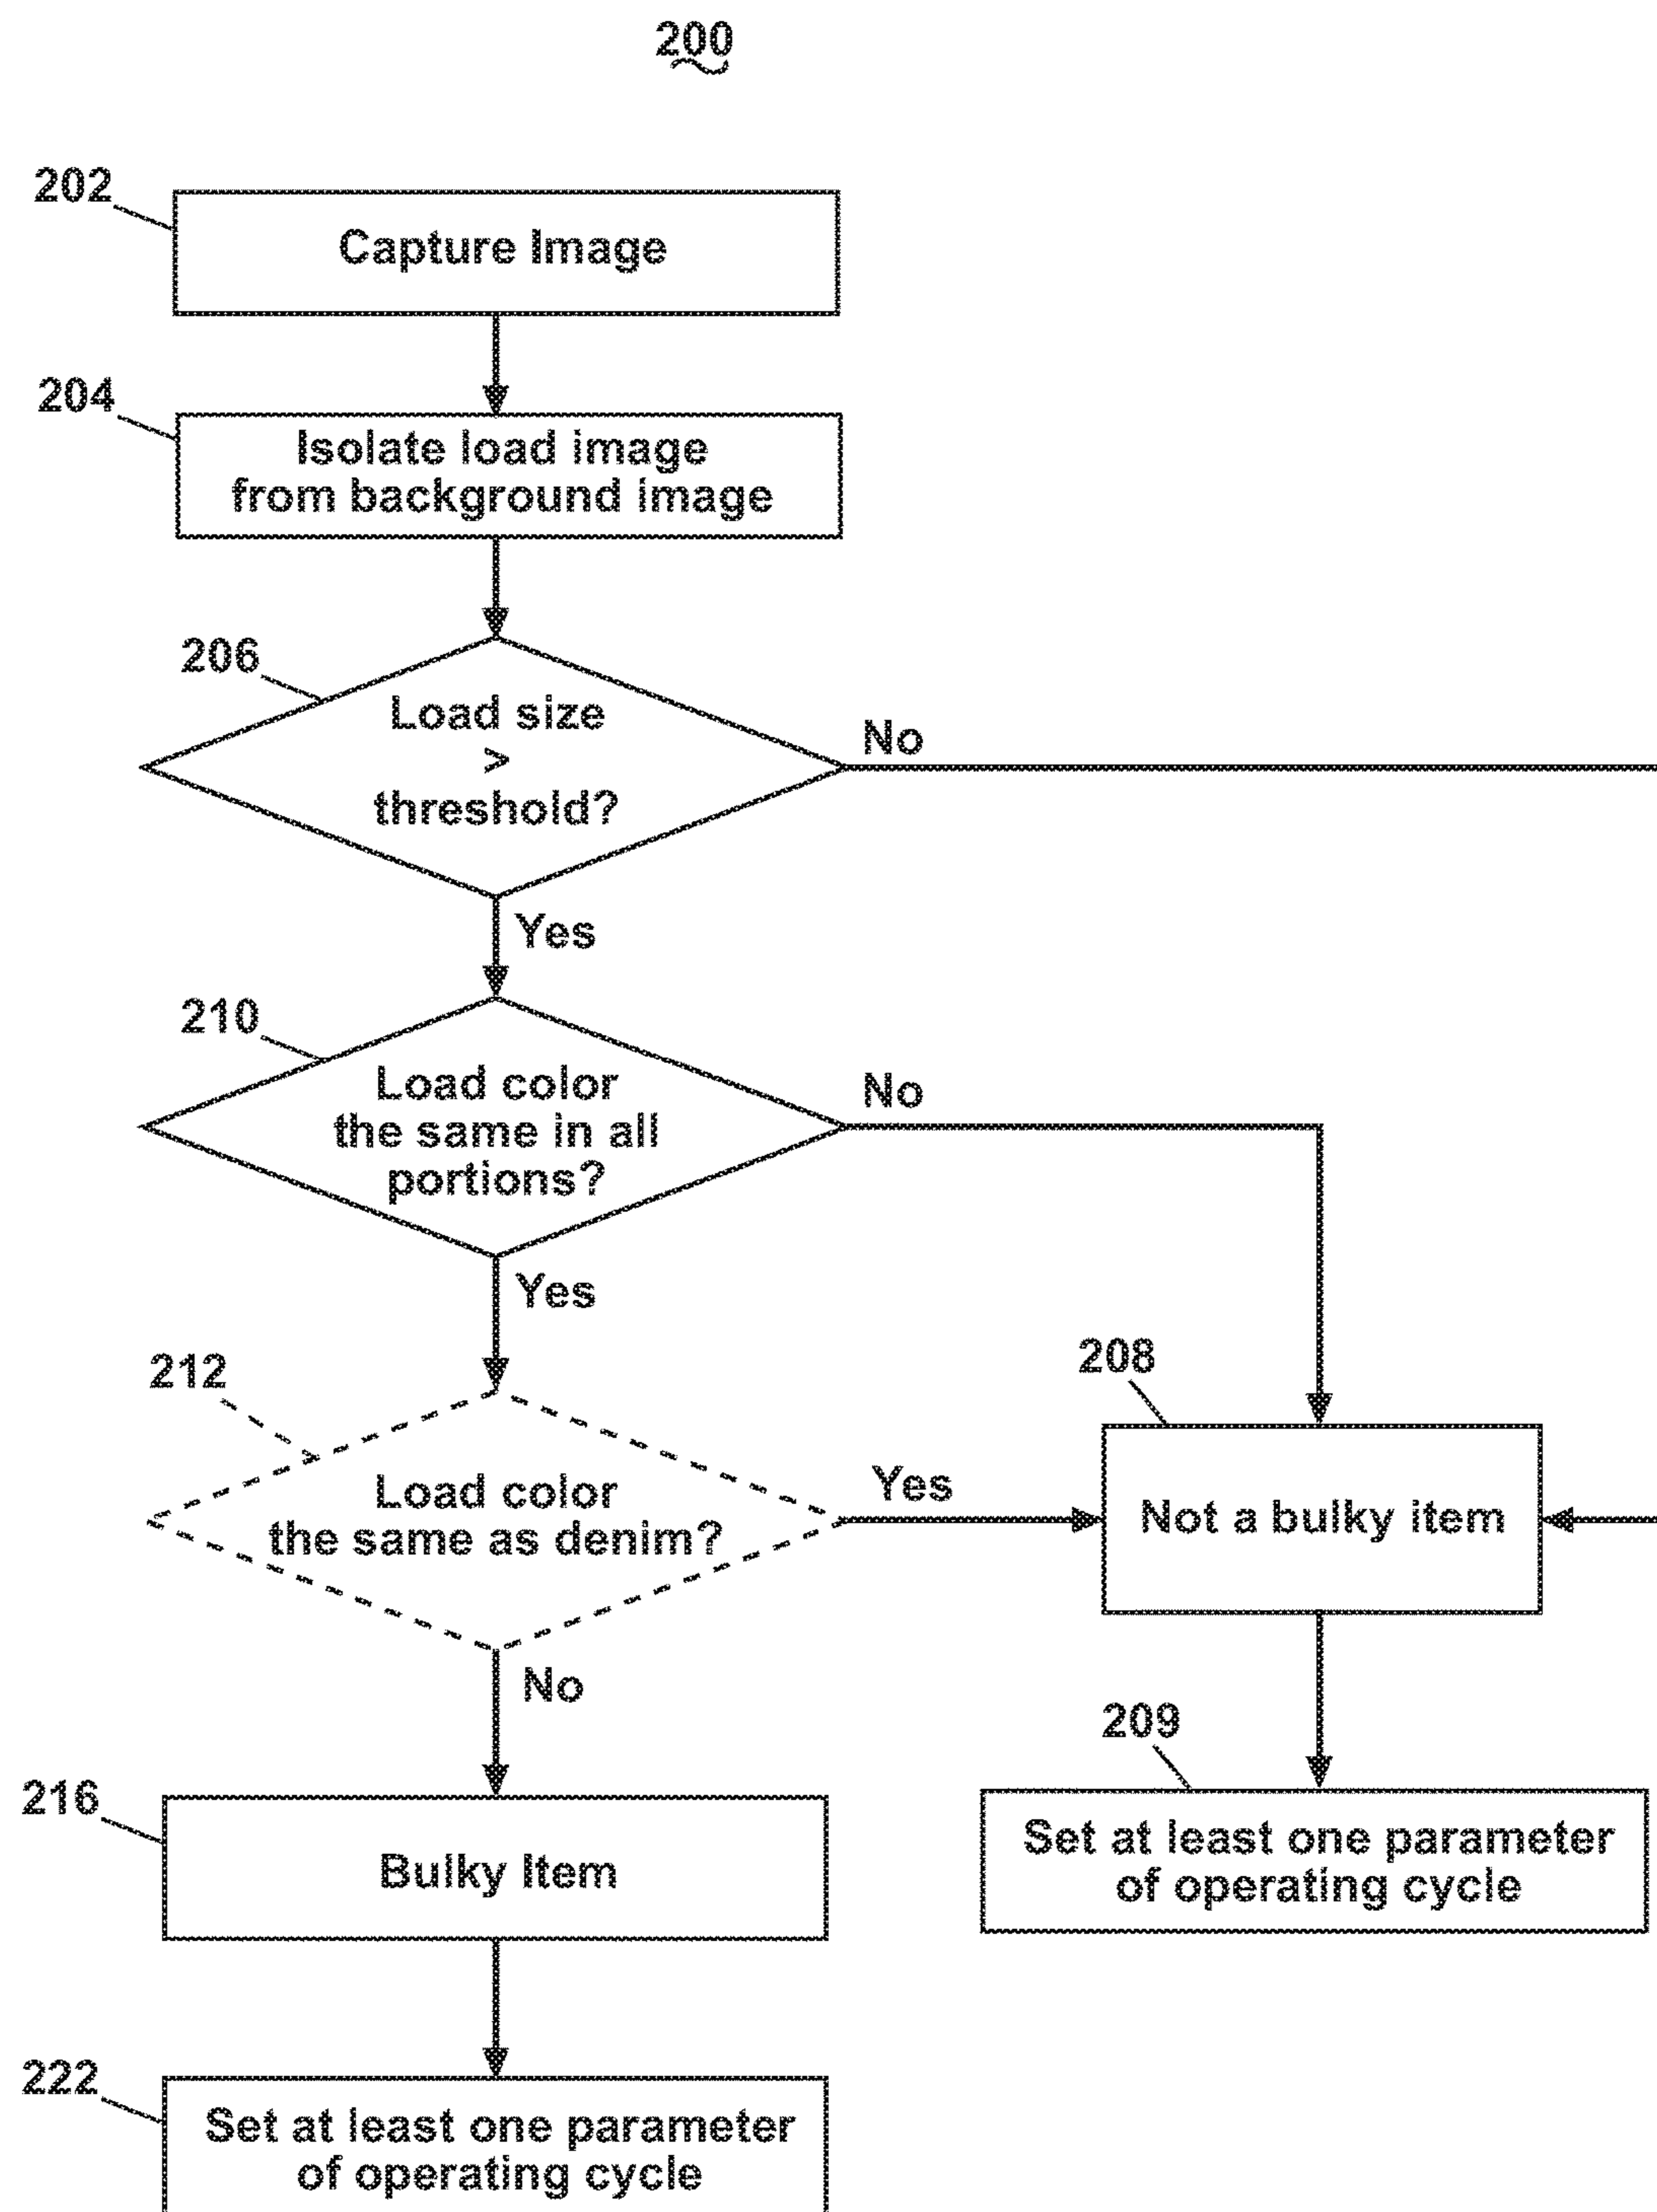 200
202
Capture Image
204
Isolate load image
from background image
206
Load size
>
threshold?
No
Yes
210
Load color
the same in all
portions?
No
Yes
212
Load color
the same as denim?
Yes
208
Not a bulky item
No
209
Set at least one parameter
of operating cycle
216
Bulky Item
222
Set at least one parameter
of operating cycle